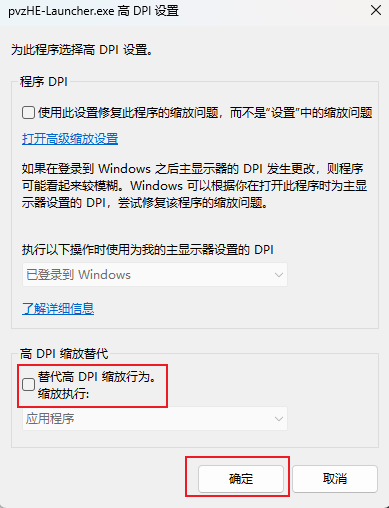 pvzHE-Launcher.exe 高 DPI 设置
为此程序选择高 DPI 设置。
程序 DPI
使用此设置修复此程序的缩放问题，而不是“设置”中的缩放问题
打开高级缩放设置
如果在登录到 Windows 之后主显示器的 DPI 发生更改，则程序
可能看起来较模糊。Windows 可以根据你在打开此程序时为主显
示器设置的 DPI，尝试修复该程序的缩放问题。
执行以下操作时使用为我的主显示器设置的 DPI
已登录到 Windows
了解详细信息
高 DPI 缩放替代
替代高 DPI 缩放行为。
缩放执行:
应用程序
确定
取消